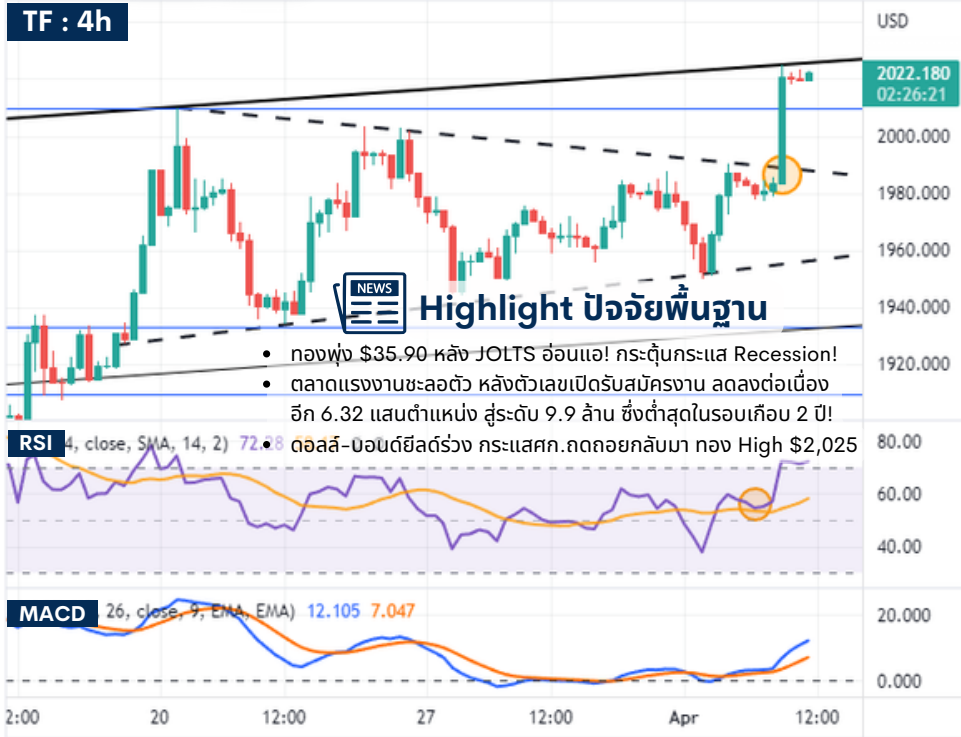 TF : 4h
USD
2022.180
02:26:21
2000.000
1980.000
1960.000
1940.000
1920.000
NEWS
Highlight ปัจจัยพื้นฐาน
• ทองพุ่ง $35.90 หลัง JOLTS อ่อนแอ! กระตุ้นกระแส Recession!
• ตลาดแรงงานชะลอตัว หลังตัวเลขเปิดรับสมัครงาน ลดลงต่อเนื่อง
อีก 6.32 แสนตำแหน่ง สู่ระดับ 9.9 ล้าน ซึ่งต่ำสุดในรอบเกือบ 2 ปี!
• ดอลล์-บอนด์ยีลด์ร่วง กระแสศก.ถดถอยกลับมา ทอง High $2,025
RSI 4, close, SMA, 14, 2)
80.00
60.00
40.00
MACD 26, close, 9, EMA, EMA) 12.105 7.047
20.000
0.000
2:00 20 12:00 27 12:00 Apr 12:00